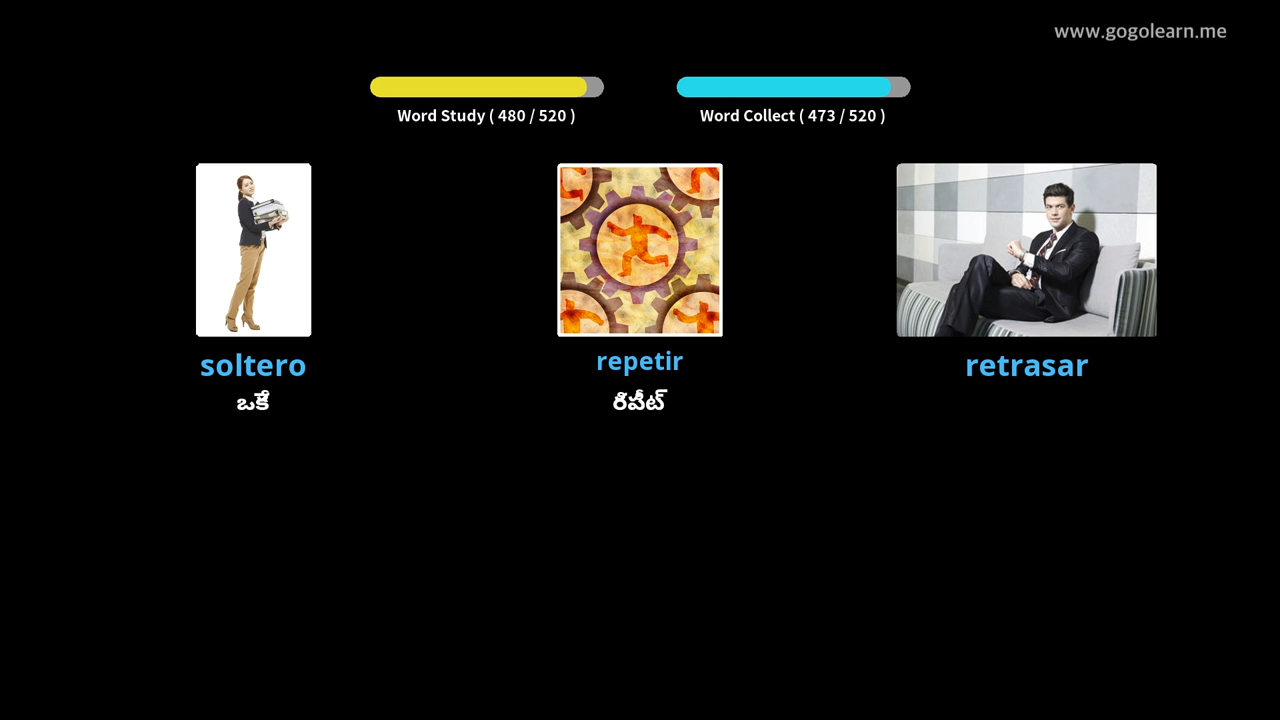 www.gogolearn.me
Word Study ( 480 / 520 )
Word Collect ( 473 / 520 )
soltero
ఒకే
repetir
రిపీట్
retrasar